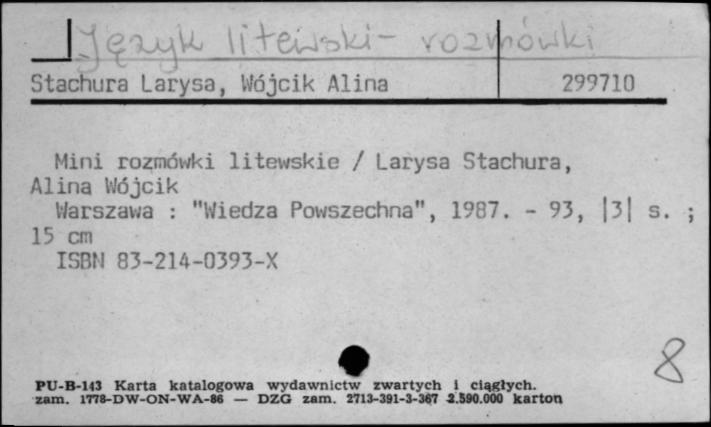 Język litewski - rozmówki
Stachura Larysa, Wójcik Alina 299710
Mini rozmówki litewskie / Larysa Stachura,
Alina Wójcik
Warszawa : "Wiedza Powszechna", 1987. - 93, |3| s. ;
15 cm
ISBN 83-214-0393-X
8
PU-B-143 Karta katalogowa wydawnictw zwartych i ciągłych.
zam. 1778-DW-ON-WA-86 — DZG zam. 2713-391-3-367 2.590.000 karton